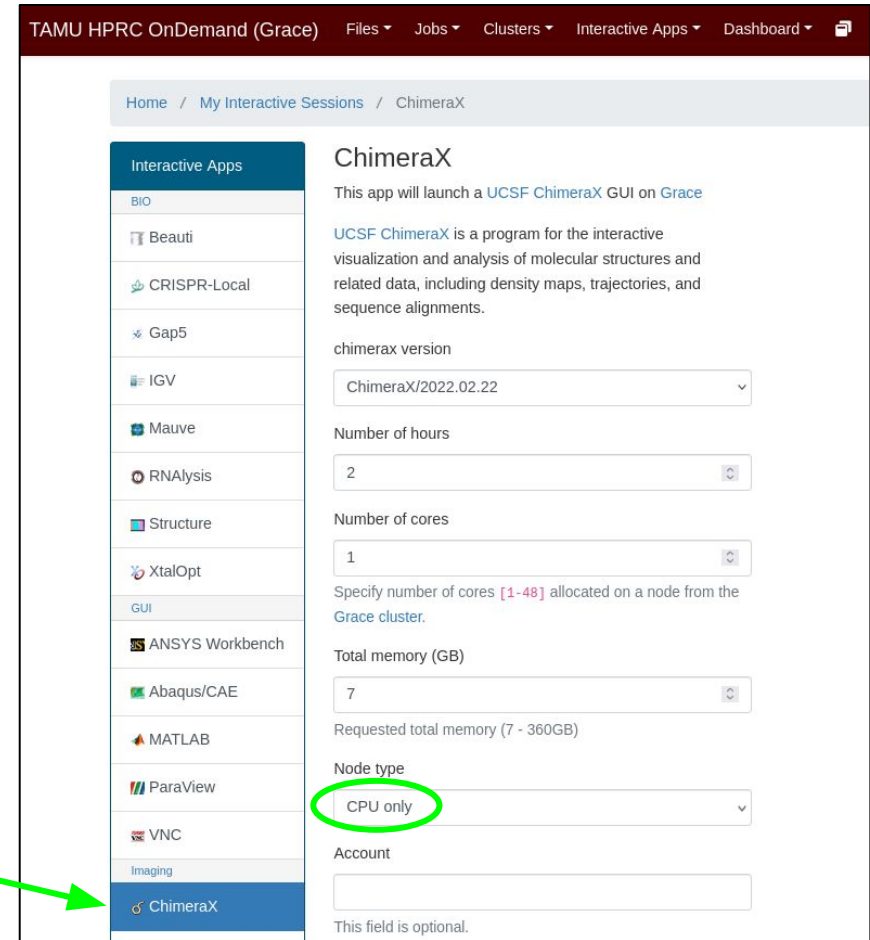 TAMU HPRC OnDemand (Grace) Files Jobs Clusters Interactive Apps Dashboard
Home / My Interactive Sessions / ChimeraX
Interactive Apps
BIO
Beauti
CRISPR-Local
Gap5
IGV
Mauve
RNAlysis
Structure
XtalOpt
GUI
ANSYS Workbench
Abaqus/CAE
MATLAB
ParaView
VNC
Imaging
ChimeraX
ChimeraX
This app will launch a UCSF ChimeraX GUI on Grace
UCSF ChimeraX is a program for the interactive
visualization and analysis of molecular structures and
related data, including density maps, trajectories, and
sequence alignments.
chimerax version
ChimeraX/2022.02.22
Number of hours
2
Number of cores
1
Specify number of cores [1-48] allocated on a node from the
Grace cluster.
Total memory (GB)
7
Requested total memory (7 - 360GB)
Node type
CPU only
Account
This field is optional.